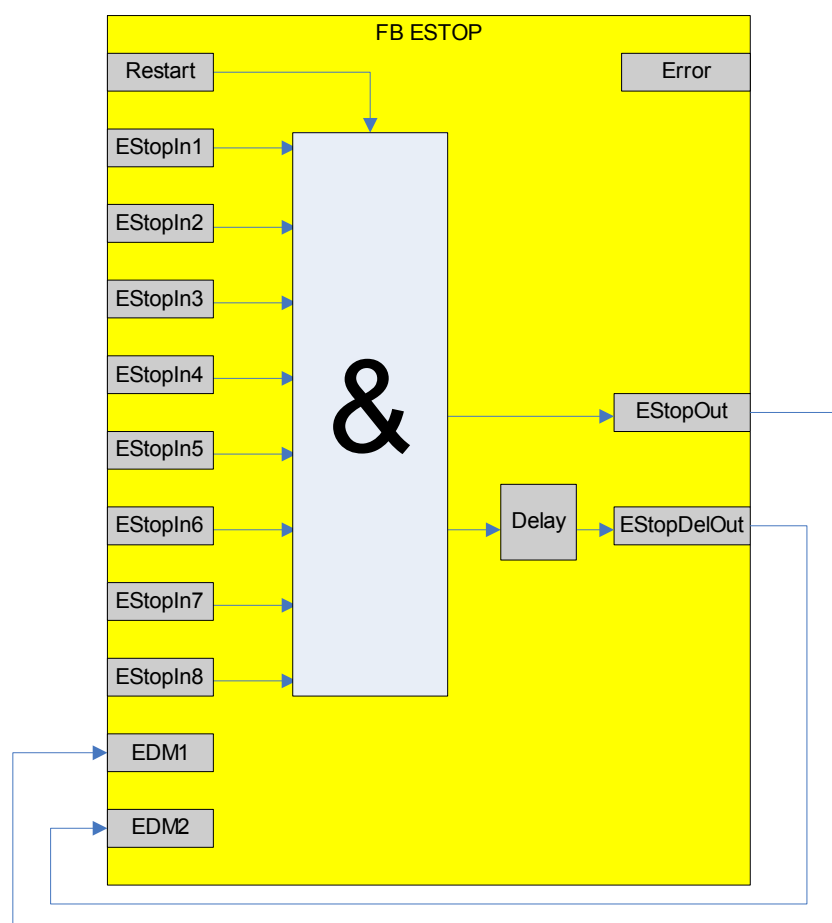 FB ESTOP
Restart
Error
EStopIn1
EStopIn2
EStopIn3
EStopIn4
EStopIn5
EStopIn6
EStopIn7
EStopIn8
EDM1
EDM2
&
Delay
EStopOut
EStopDelOut